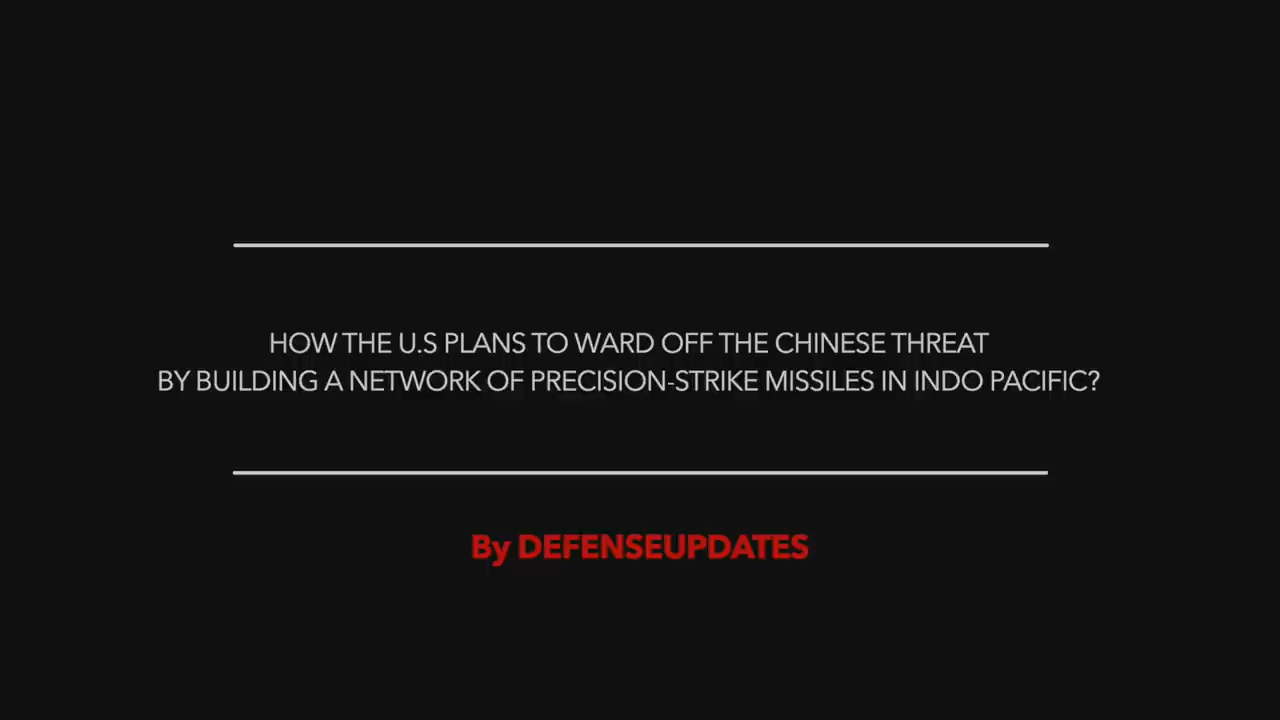 HOW THE U.S PLANS TO WARD OFF THE CHINESE THREAT
BY BUILDING A NETWORK OF PRECISION-STRIKE MISSILES IN INDO PACIFIC?
By DEFENSEUPDATES